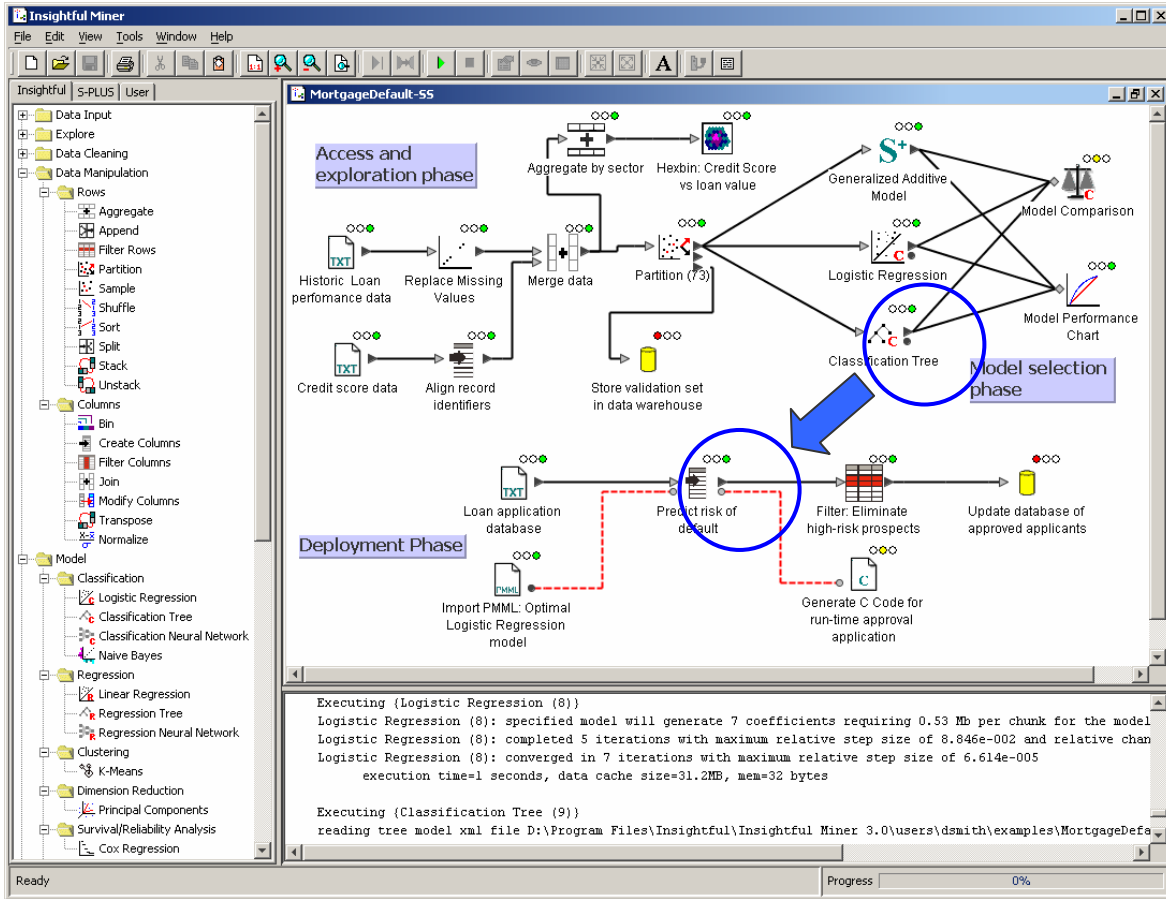 Insightful Miner
File Edit View Tools Window Help
1:1
A
Insightful S-PLUS User
Data Input
Explore
Data Cleaning
Data Manipulation
Rows
Aggregate
Append
Filter Rows
Partition
Sample
Shuffle
Sort
Split
Stack
Unstack
Columns
Bin
Create Columns
Filter Columns
Join
Modify Columns
Transpose
Normalize
Model
Classification
Logistic Regression
Classification Tree
Classification Neural Network
Naive Bayes
Regression
Linear Regression
Regression Tree
Regression Neural Network
Clustering
K-Means
Dimension Reduction
Principal Components
Survival/Reliability Analysis
Cox Regression
MortgageDefault-SS
Access and
exploration phase
Aggregate by sector
Hexbin: Credit Score
vs loan value
S+
Generalized Additive
Model
C
Model Comparison
TXT
Historic Loan
perfomance data
Replace Missing
Values
Merge data
Partition (73)
C
Logistic Regression
Model Performance
Chart
TXT
Credit score data
Align record
identifiers
Store validation set
in data warehouse
C
Classification Tree
Model selection
phase
TXT
Loan application
database
Predict risk of
default
Filter: Eliminate
high-risk prospects
Update database of
approved applicants
Deployment Phase
PMML
Import PMML: Optimal
Logistic Regression
model
C
Generate C Code for
run-time approval
application
Executing {Logistic Regression (8)}
Logistic Regression (8): specified model will generate 7 coefficients requiring 0.53 Mb per chunk for the model
Logistic Regression (8): completed 5 iterations with maximum relative step size of 8.846e-002 and relative chan
Logistic Regression (8): converged in 7 iterations with maximum relative step size of 6.614e-005
execution time=1 seconds, data cache size=31.2MB, mem=32 bytes
Executing {Classification Tree (9)}
reading tree model xml file D:\Program Files\Insightful\Insightful Miner 3.0\users\dsmith\examples\MortgageDefa
Ready
Progress 0%